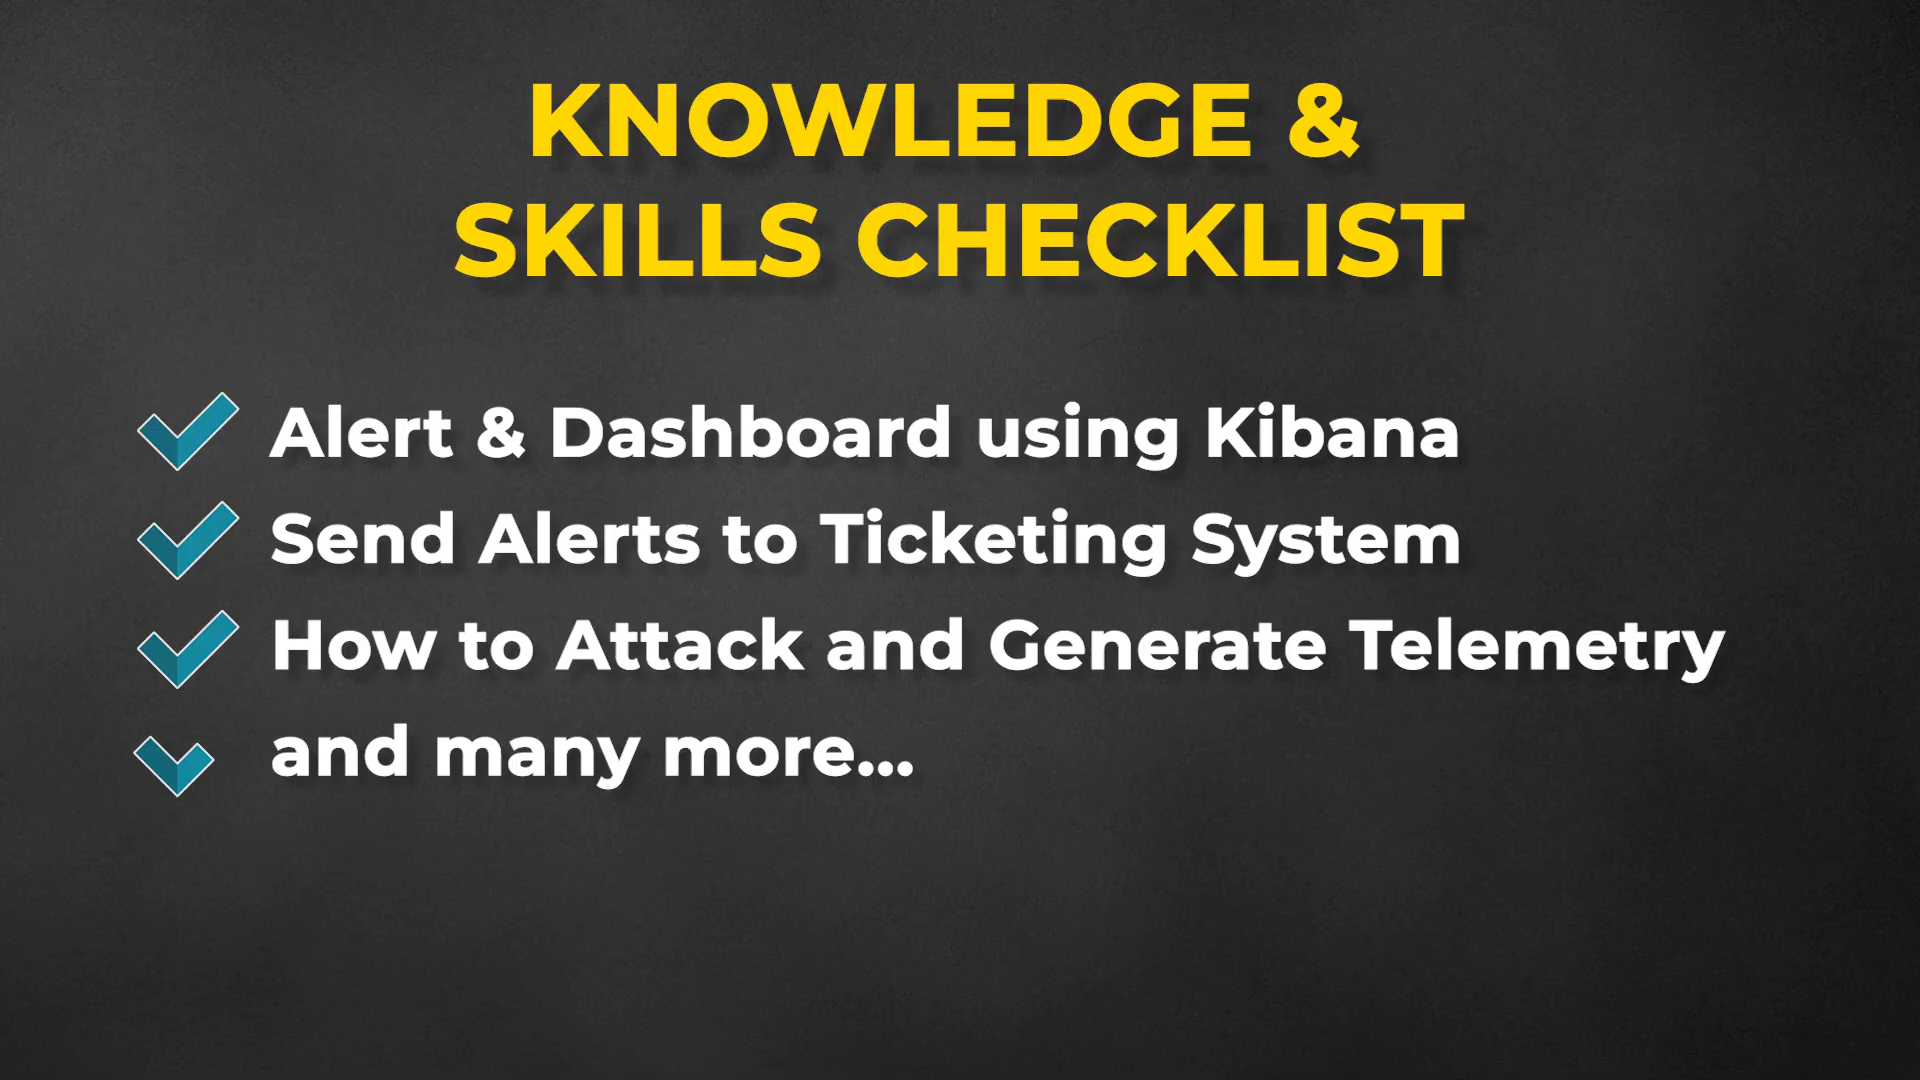 KNOWLEDGE &
SKILLS CHECKLIST
Alert & Dashboard using Kibana
Send Alerts to Ticketing System
How to Attack and Generate Telemetry
and many more...